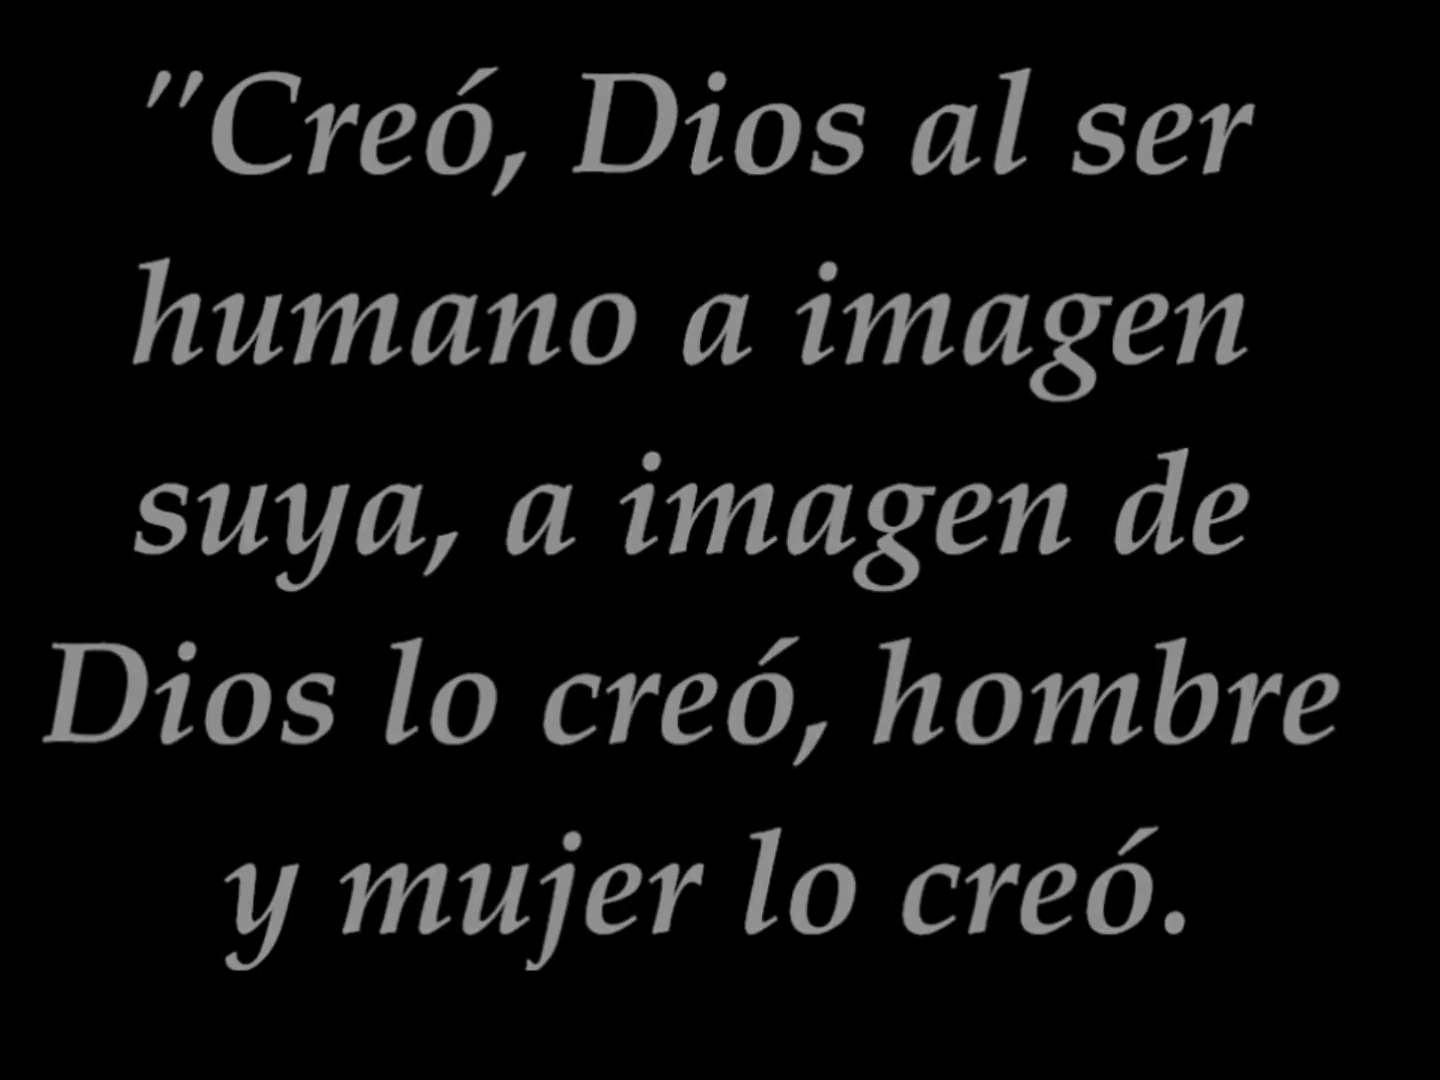 "Creó, Dios al ser
humano a imagen
suya, a imagen de
Dios lo creó, hombre
y mujer lo creó.